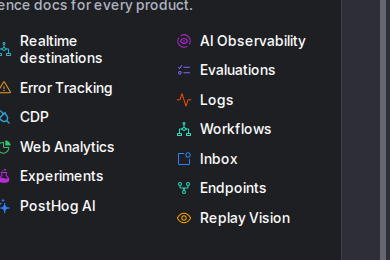 ence docs for every product.
Realtime
destinations
Error Tracking
CDP
Web Analytics
Experiments
PostHog AI
AI Observability
Evaluations
Logs
Workflows
Inbox
Endpoints
Replay Vision